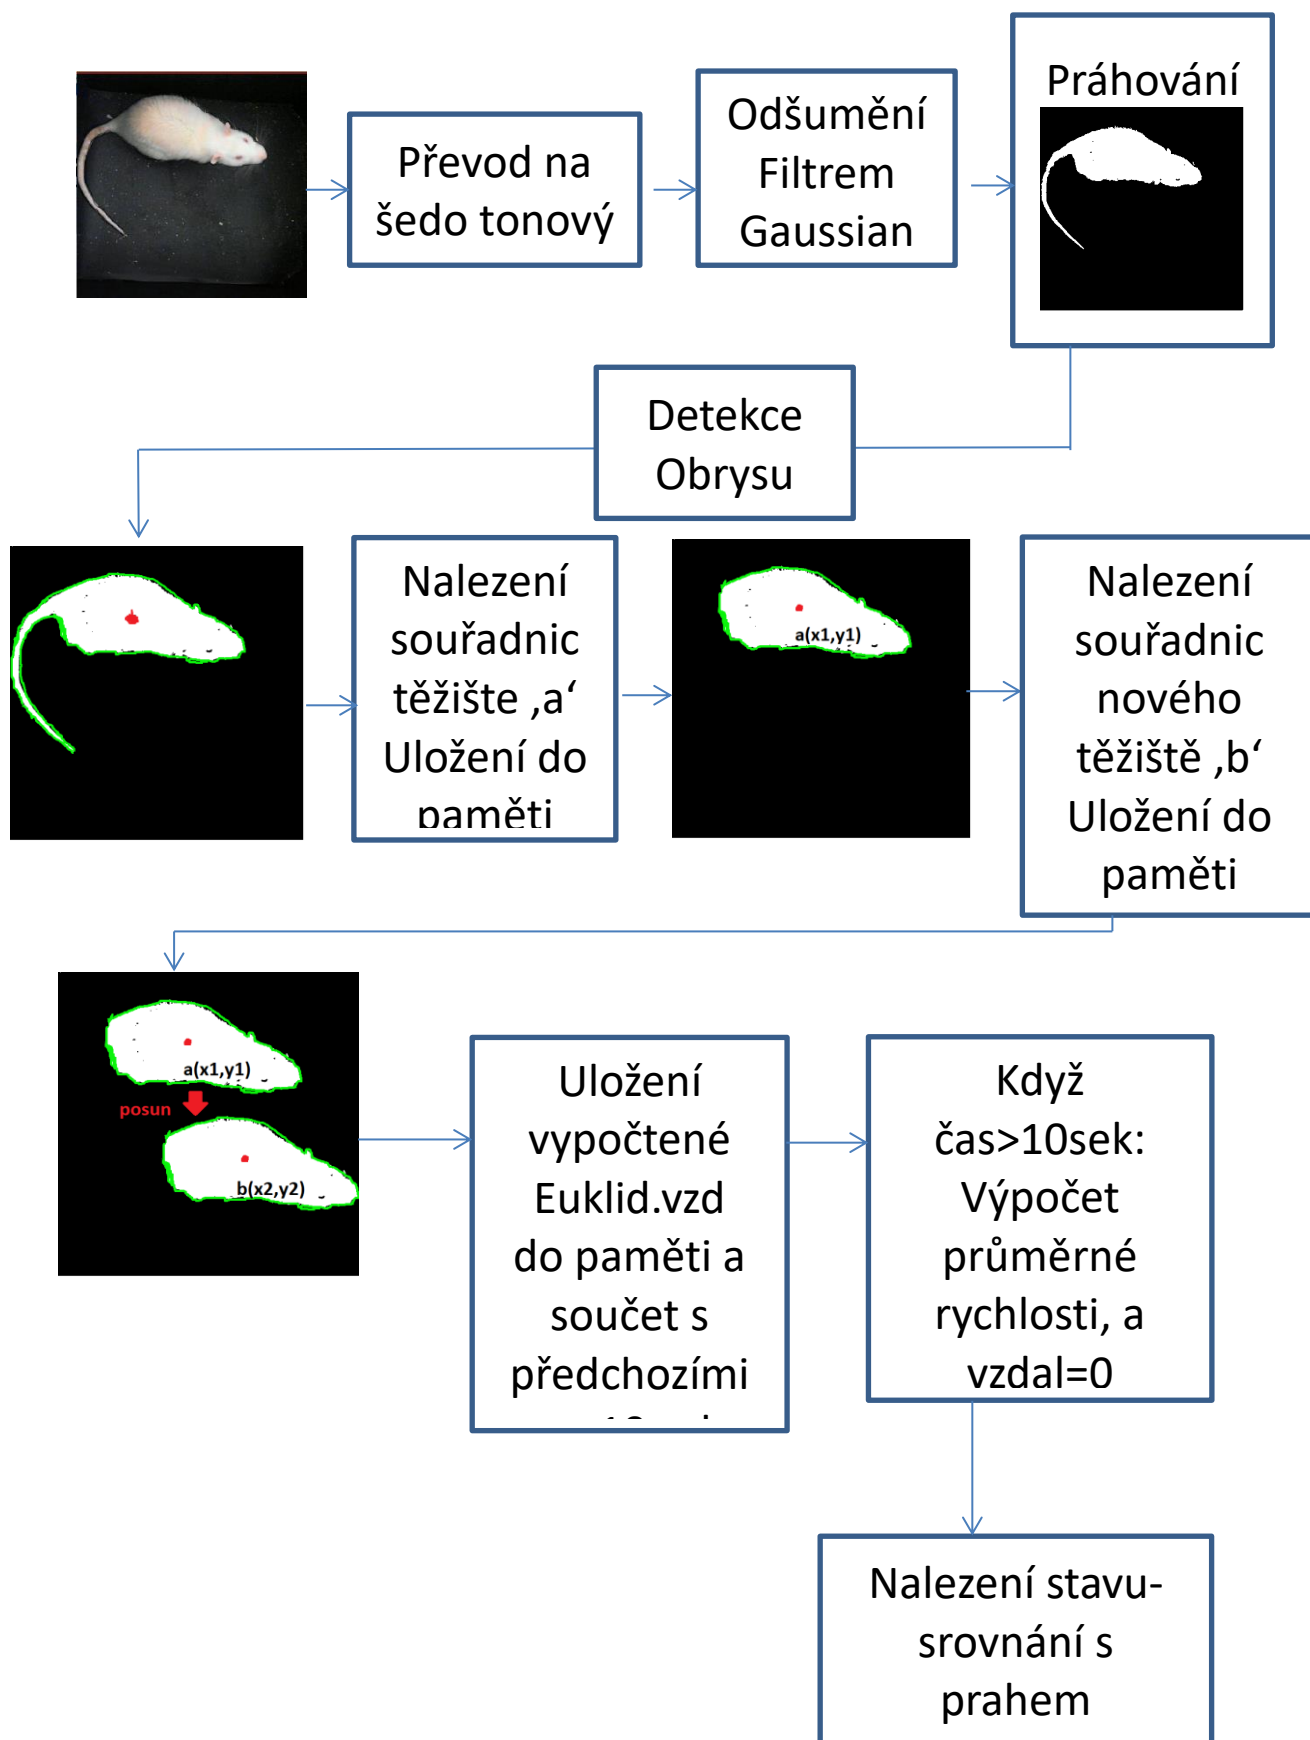 Převod na
šedo tonový
Odšumění
Filtrem
Gaussian
Práhování
Detekce
Obrysu
Nalezení
souřadnic
těžište ‚a‘
Uložení do
paměti
a(x1,y1)
Nalezení
souřadnic
nového
těžiště ‚b‘
Uložení do
paměti
a(x1,y1)
posun
b(x2,y2)
Uložení
vypočtené
Euklid.vzd
do paměti a
součet s
předchozími
Když
čas>10sek:
Výpočet
průměrné
rychlosti, a
vzdal=0
Nalezení stavu-
srovnání s
prahem